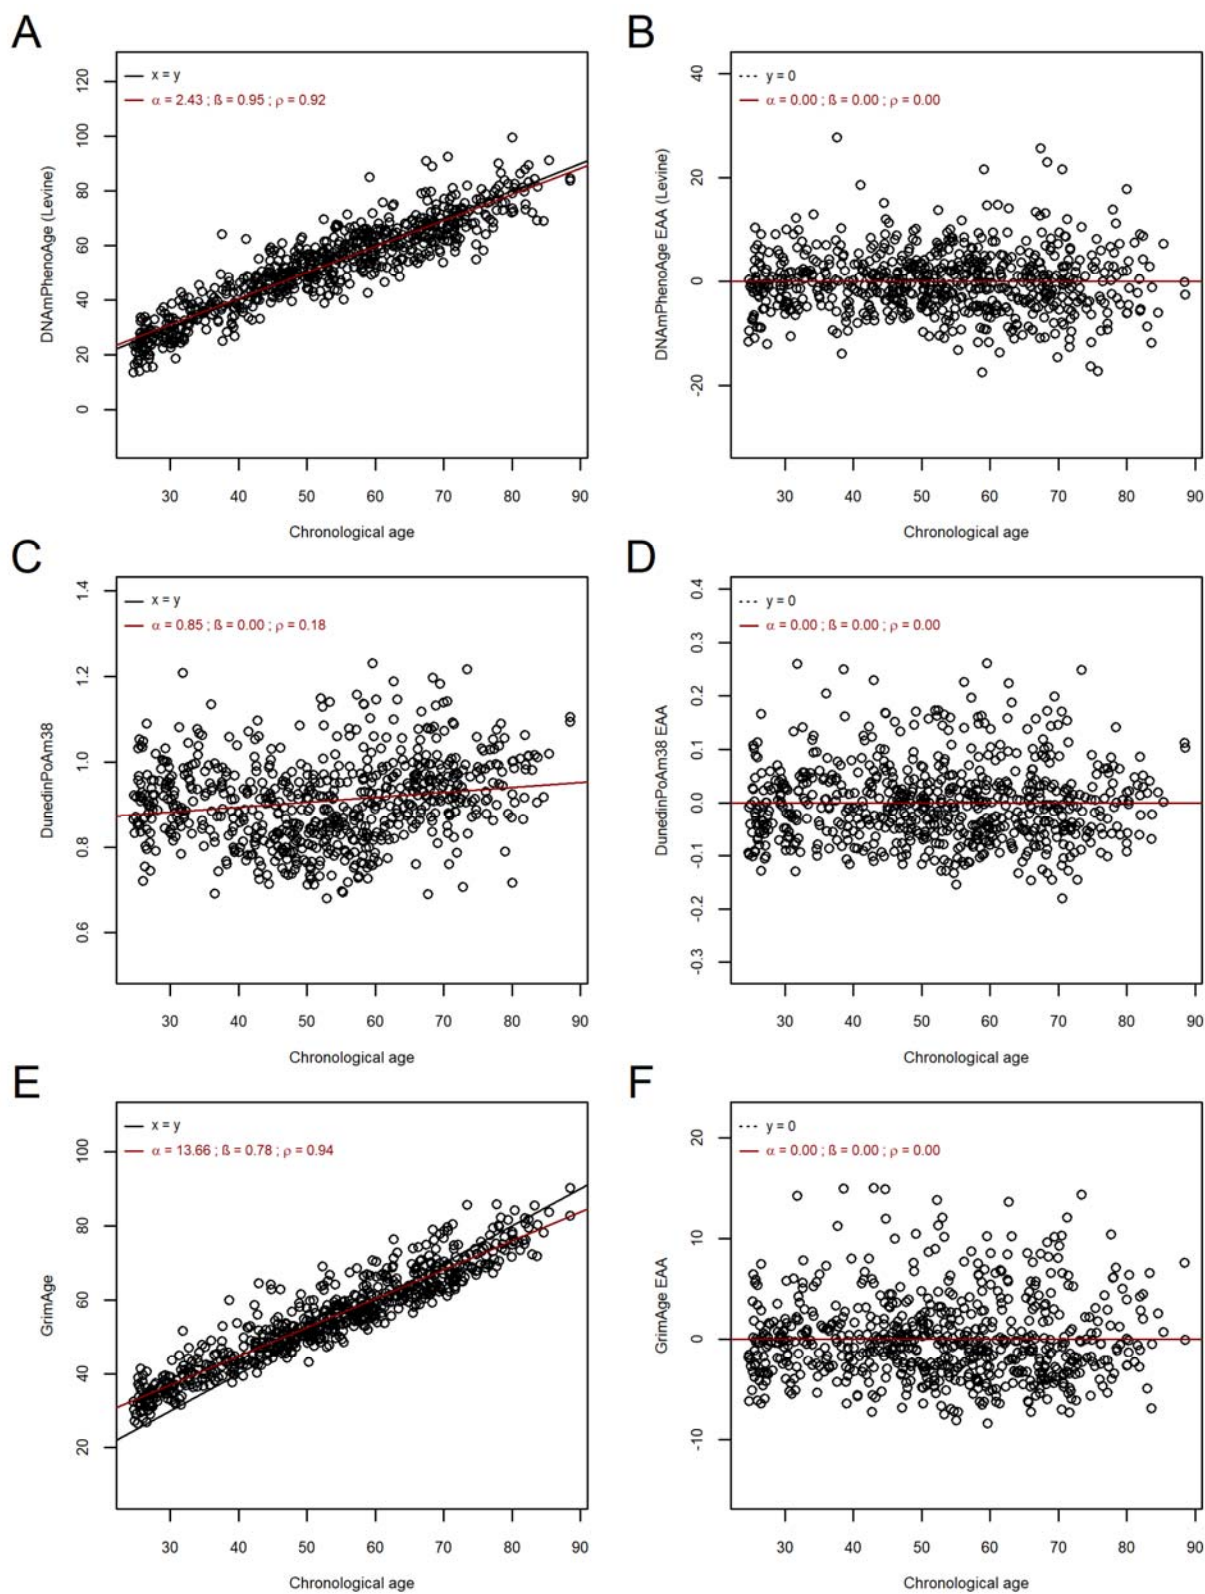 A
x = y
α = 2.43 ; ß = 0.95 ; ρ = 0.92
DNAmPhenoAge (Levine)
120
100
80
60
40
20
0
30 40 50 60 70 80 90
Chronological age
B
y = 0
α = 0.00 ; ß = 0.00 ; ρ = 0.00
DNAmPhenoAge EAA (Levine)
40
20
0
-20
30 40 50 60 70 80 90
Chronological age
C
x = y
α = 0.85 ; ß = 0.00 ; ρ = 0.18
DunedinPoAm38
1.4
1.2
1.0
0.8
0.6
30 40 50 60 70 80 90
Chronological age
D
y = 0
α = 0.00 ; ß = 0.00 ; ρ = 0.00
DunedinPoAm38 EAA
0.4
0.3
0.2
0.1
0.0
-0.1
-0.2
-0.3
30 40 50 60 70 80 90
Chronological age
E
x = y
α = 13.66 ; ß = 0.78 ; ρ = 0.94
GrimAge
100
80
60
40
20
30 40 50 60 70 80 90
Chronological age
F
y = 0
α = 0.00 ; ß = 0.00 ; ρ = 0.00
GrimAge EAA
20
10
0
-10
30 40 50 60 70 80 90
Chronological age